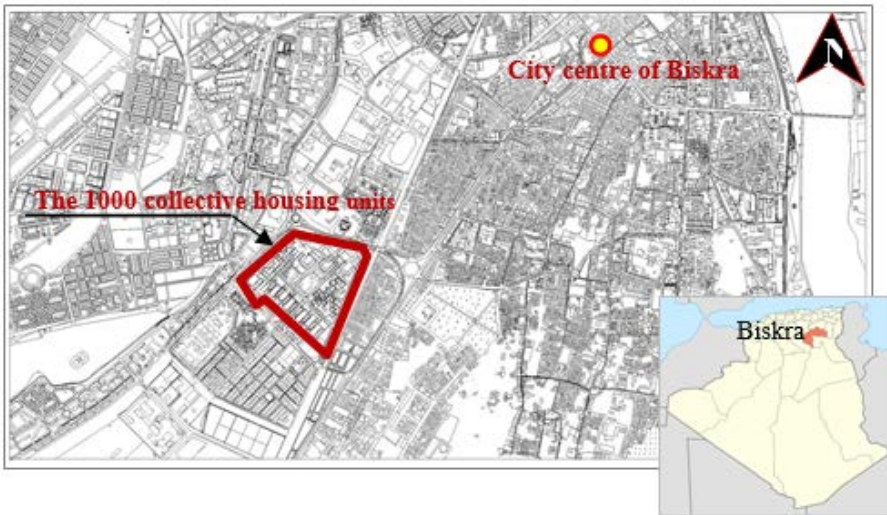 N
City centre of Biskra
The 1000 collective housing units
Biskra